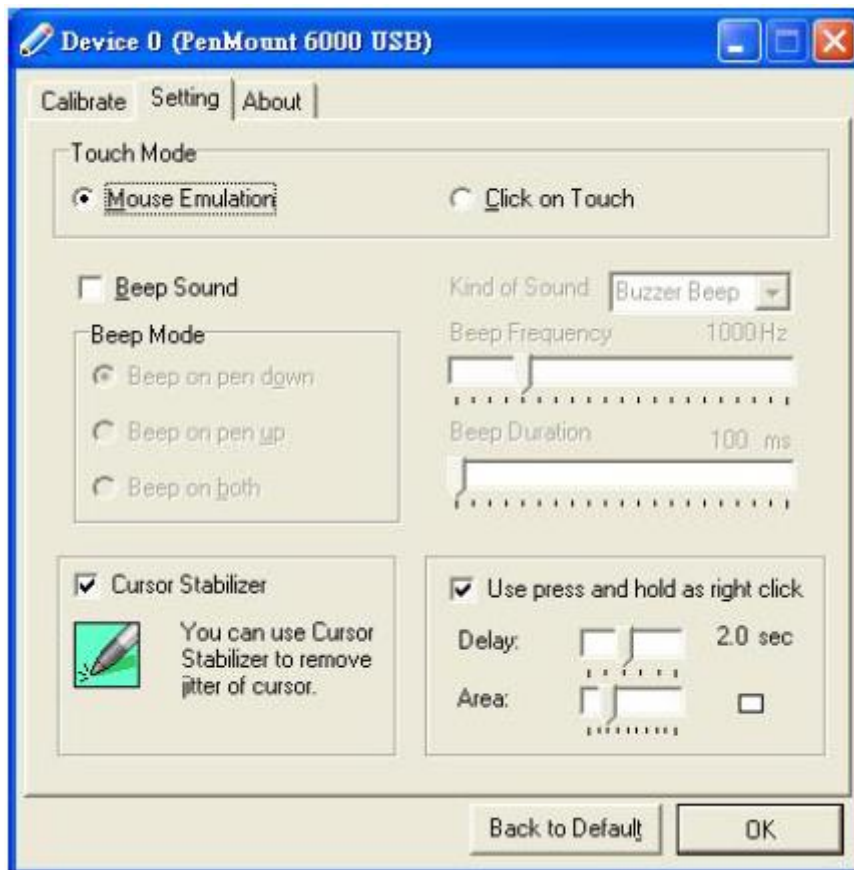 Device 0 (PenMount 6000 USB)
Calibrate Setting About
Touch Mode
Mouse Emulation Click on Touch
Beep Sound Kind of Sound Buzzer Beep
Beep Mode Beep Frequency 1000Hz
Beep on pen down
Beep on pen up Beep Duration 100 ms
Beep on both
Cursor Stabilizer
You can use Cursor
Stabilizer to remove
jitter of cursor.
Use press and hold as right click
Delay: 2.0 sec
Area:
Back to Default OK